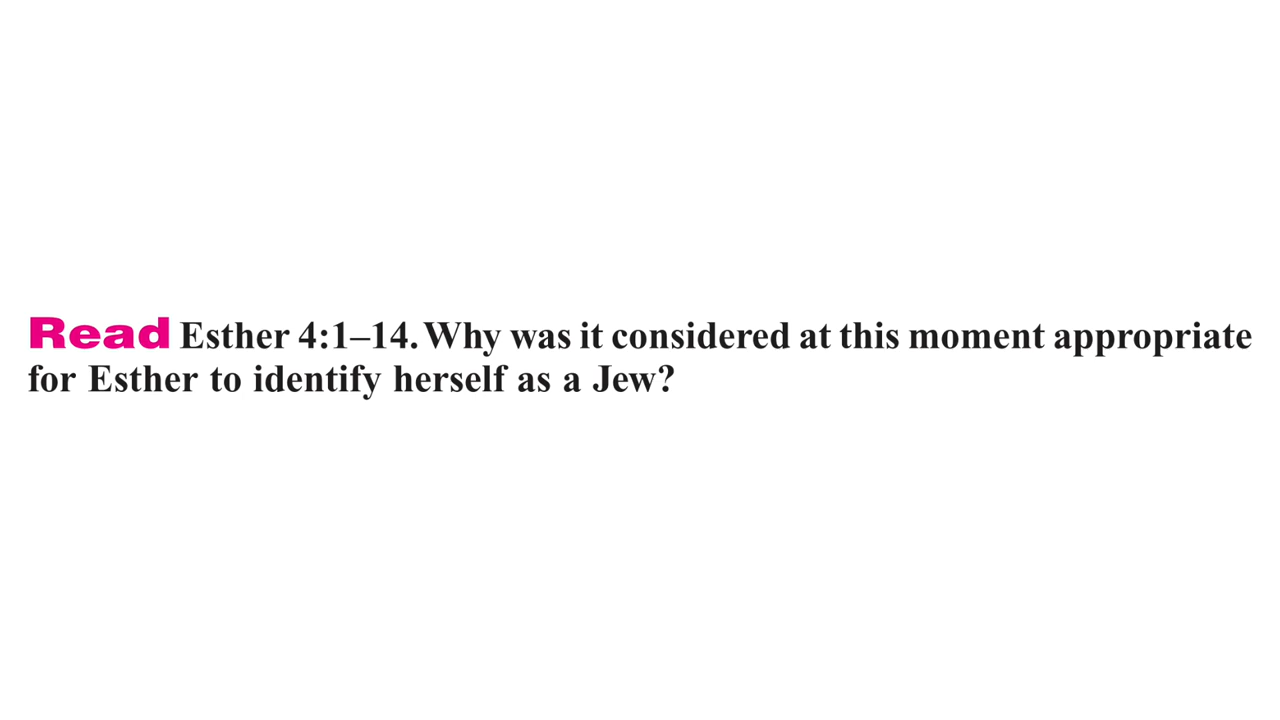 Read Esther 4:1–14. Why was it considered at this moment appropriate
for Esther to identify herself as a Jew?